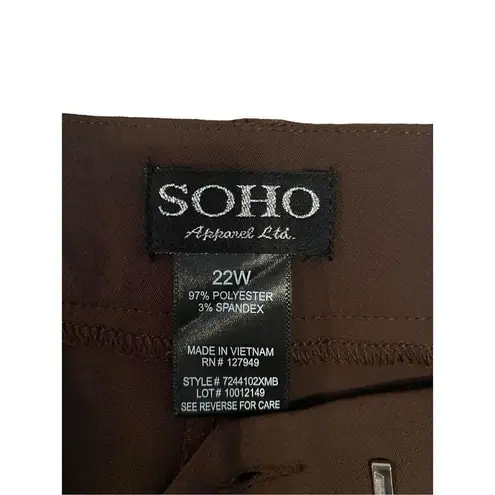 SOHO
Apparel Ltd.
22W
97% POLYESTER
3% SPANDEX
MADE IN VIETNAM
RN# 127949
STYLE# 7244102XMB
LOT# 10012149
SEE REVERSE FOR CARE